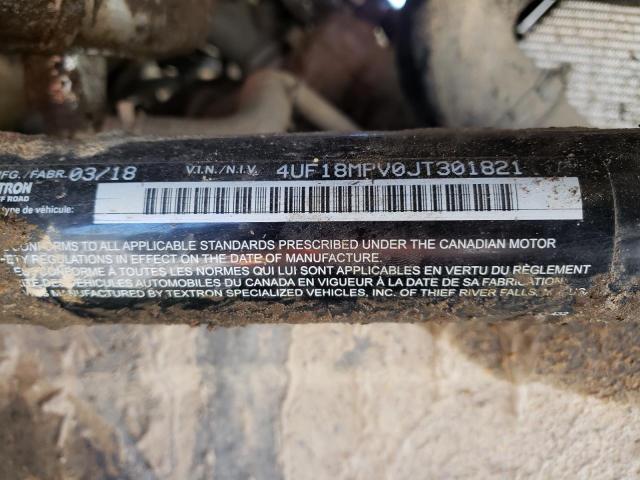 MFG./FABR. 03/18 V.I.N./N.I.V. 4UF18MPV0JT301821
TRON
OFF ROAD
type de véhicule:
CONFORMS TO ALL APPLICABLE STANDARDS PRESCRIBED UNDER THE CANADIAN MOTOR
ETY REGULATIONS IN EFFECT ON THE DATE OF MANUFACTURE.
CONFORME À TOUTES LES NORMES QUI LUI SONT APPLICABLES EN VERTU DU RÈGLEMENT
DES VÉHICULES AUTOMOBILES DU CANADA EN VIGUEUR À LA DATE DE SA FABRICATION.
MANUFACTURED BY TEXTRON SPECIALIZED VEHICLES, INC. OF THIEF RIVER FALLS,